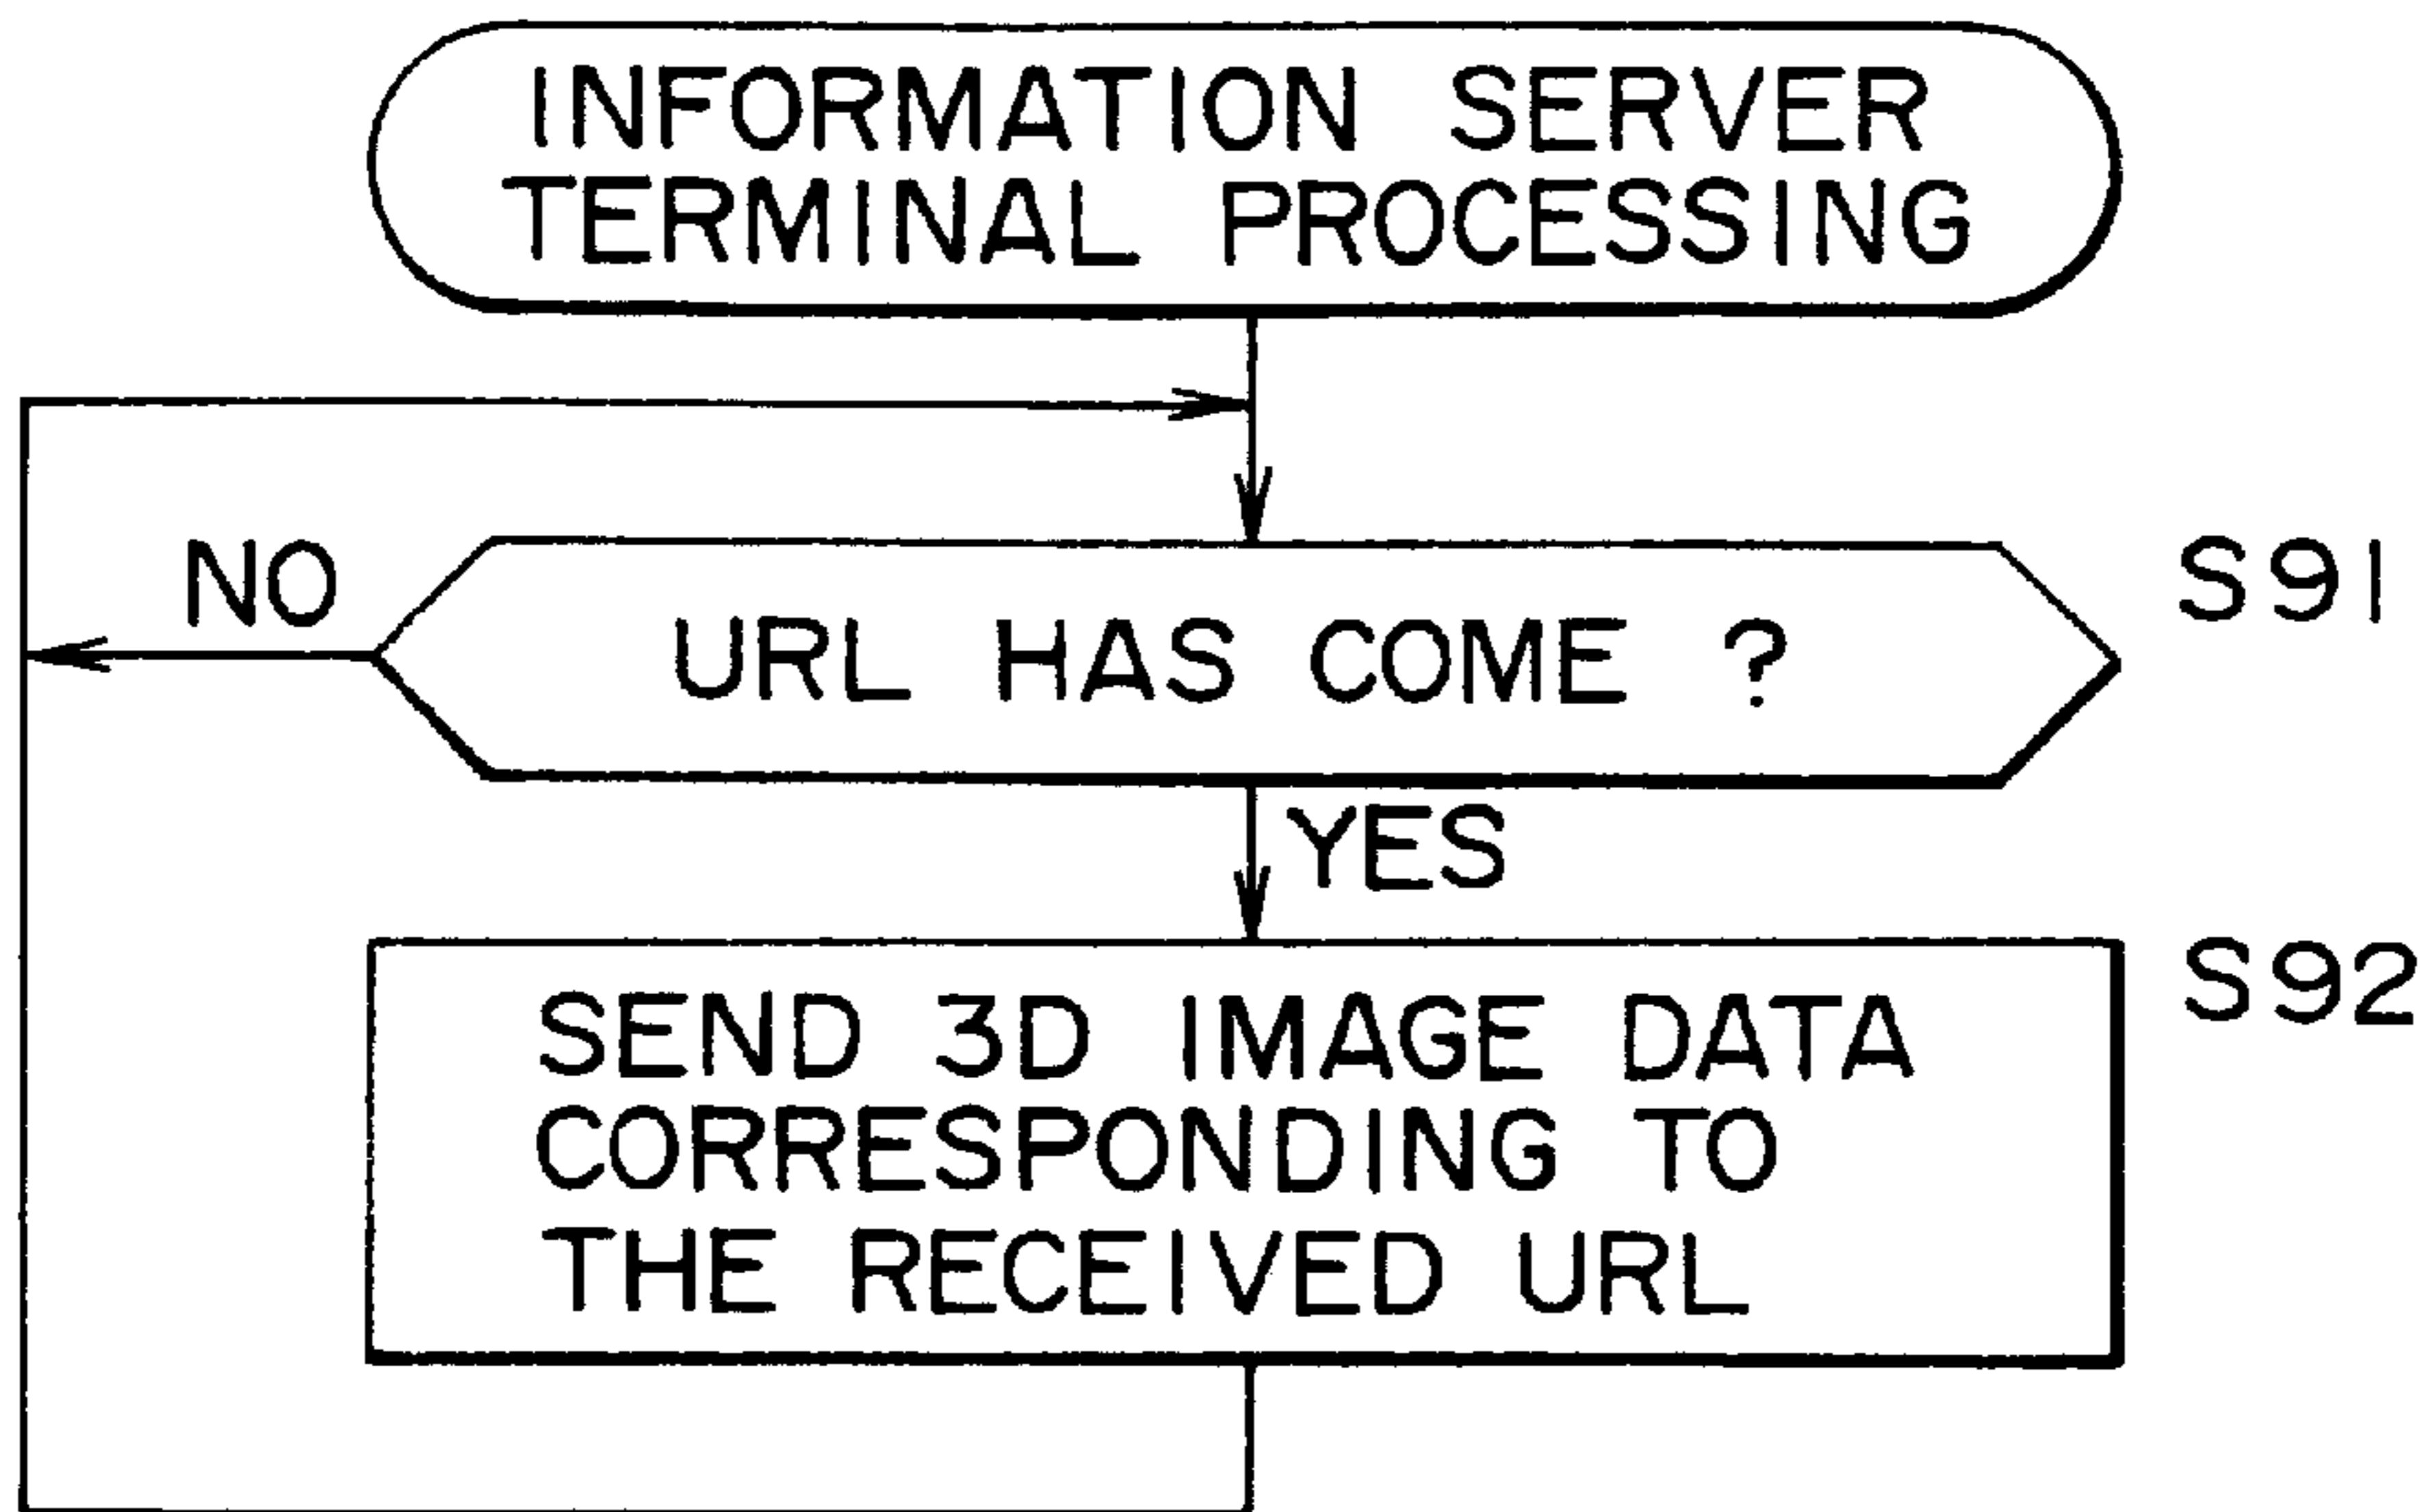 INFORMATION SERVER
TERMINAL PROCESSING
NO
URL HAS COME ?
S91
YES
S92
SEND 3D IMAGE DATA
CORRESPONDING TO
THE RECEIVED URL